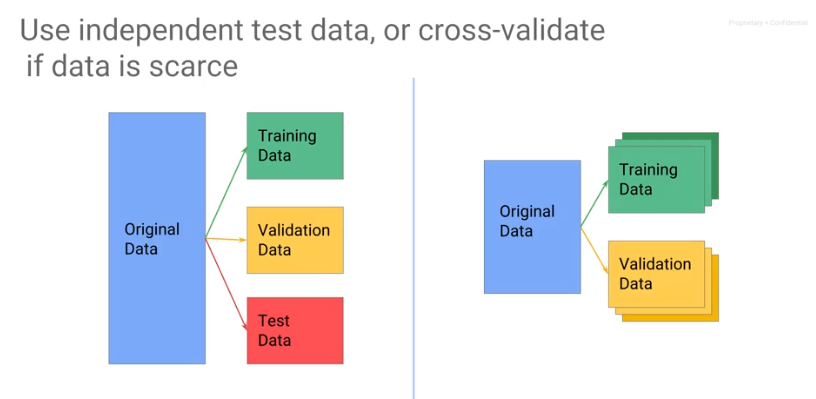 Use independent test data, or cross-validate
if data is scarce
Proprietary + Confidential
Original
Data
Training
Data
Validation
Data
Test
Data
Original
Data
Training
Data
Validation
Data